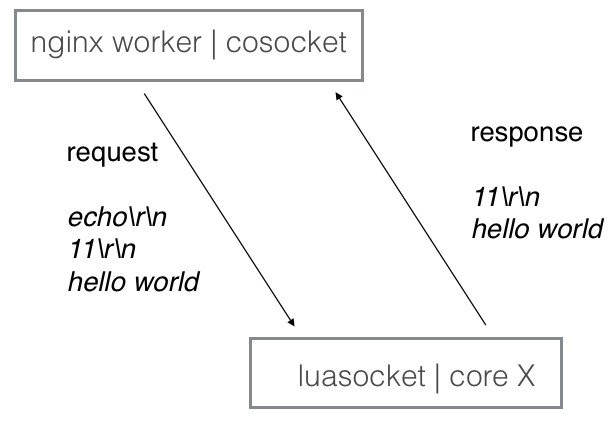 nginx worker | cosocket
request
echo\r\n
11\r\n
hello world
response
11\r\n
hello world
luasocket | core X